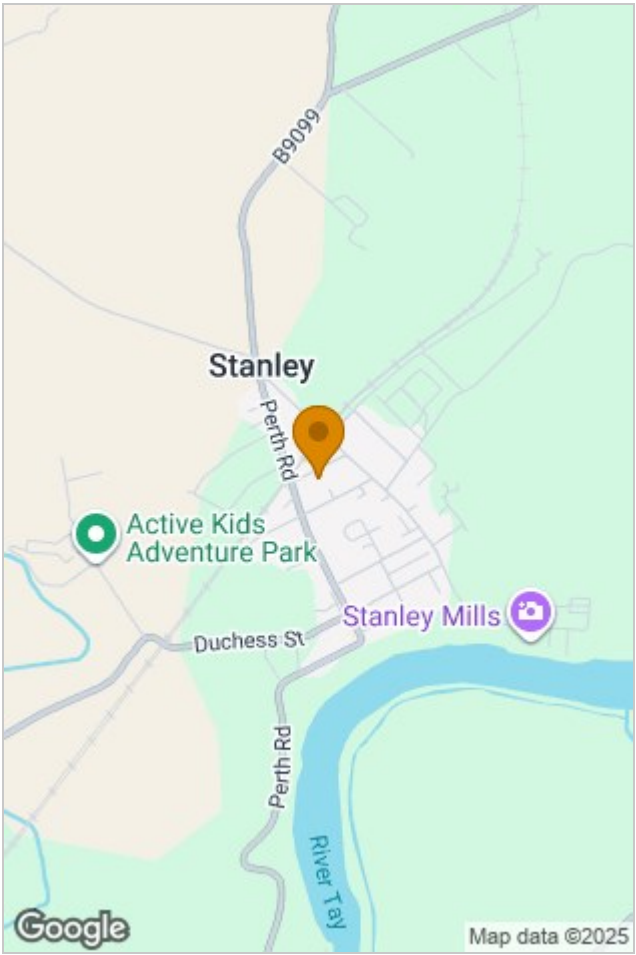 B9099
Stanley
Perth Rd
Active Kids
Adventure Park
Stanley Mills
Duchess St
Perth Rd
River Tay
Google
Map data ©2025